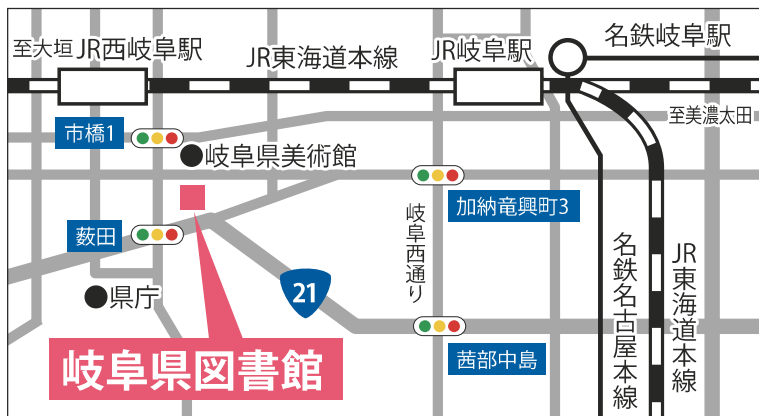 至大垣
JR西岐阜駅
JR東海道本線
JR岐阜駅
名鉄岐阜駅
至美濃太田
市橋1
岐阜県美術館
加納竜興町3
薮田
岐阜西通り
名鉄名古屋本線
JR東海道本線
県庁
21
茜部中島
岐阜県図書館